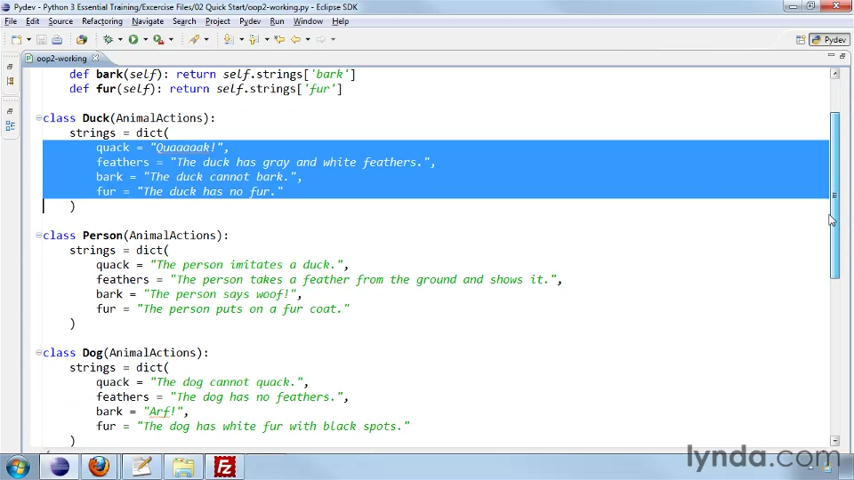 Pydev - Python 3 Essential Training/Excercise Files/02 Quick Start/oop2-working.py - Eclipse SDK
File Edit Source Refactoring Navigate Search Project Pydev Run Window Help
Pydev
oop2-working
def bark(self): return self.strings['bark']
def fur(self): return self.strings['fur']
class Duck(AnimalActions):
strings = dict(
quack = "Quaaaaak!",
feathers = "The duck has gray and white feathers.",
bark = "The duck cannot bark.",
fur = "The duck has no fur."
)
class Person(AnimalActions):
strings = dict(
quack = "The person imitates a duck.",
feathers = "The person takes a feather from the ground and shows it.",
bark = "The person says woof!",
fur = "The person puts on a fur coat."
)
class Dog(AnimalActions):
strings = dict(
quack = "The dog cannot quack.",
feathers = "The dog has no feathers.",
bark = "Arf!",
fur = "The dog has white fur with black spots."
)
lynda.com